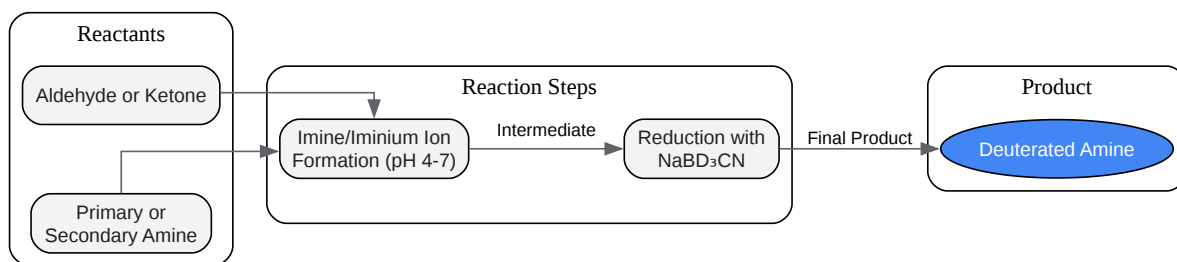 Reactants
Aldehyde or Ketone
Primary or
Secondary Amine
Reaction Steps
Imine/Iminium Ion
Formation (pH 4-7)
Intermediate
Reduction with
NaBD₃CN
Final Product
Product
Deuterated Amine